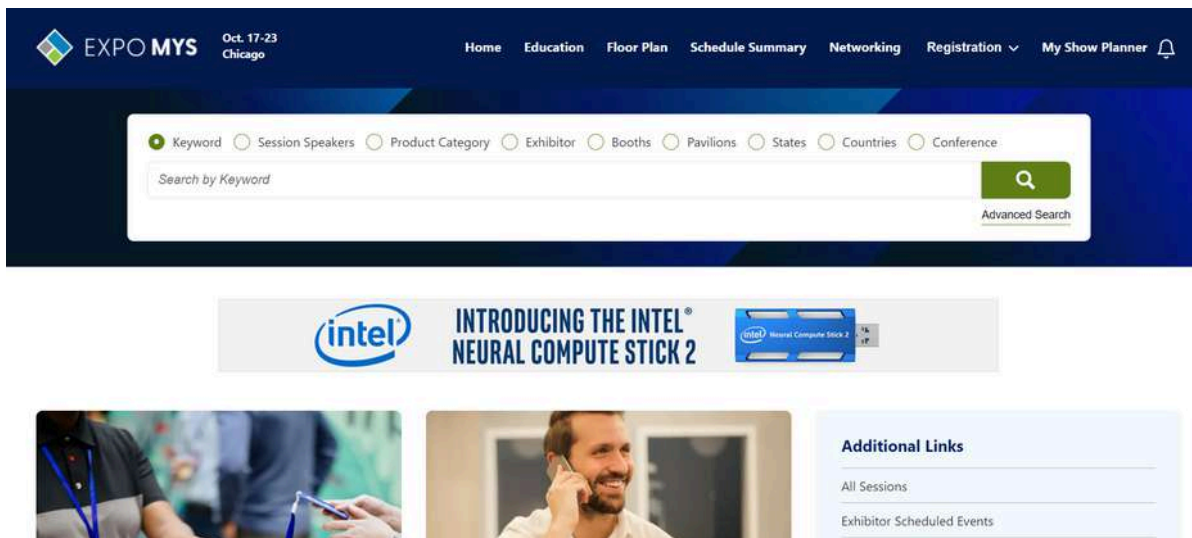 EXPO MYS
Oct. 17-23
Chicago
Home Education Floor Plan Schedule Summary Networking Registration My Show Planner
Keyword Session Speakers Product Category Exhibitor Booths Pavilions States Countries Conference
Search by Keyword
Advanced Search
intel
INTRODUCING THE INTEL®
NEURAL COMPUTE STICK 2
intel Neural Compute Stick 2
Additional Links
All Sessions
Exhibitor Scheduled Events